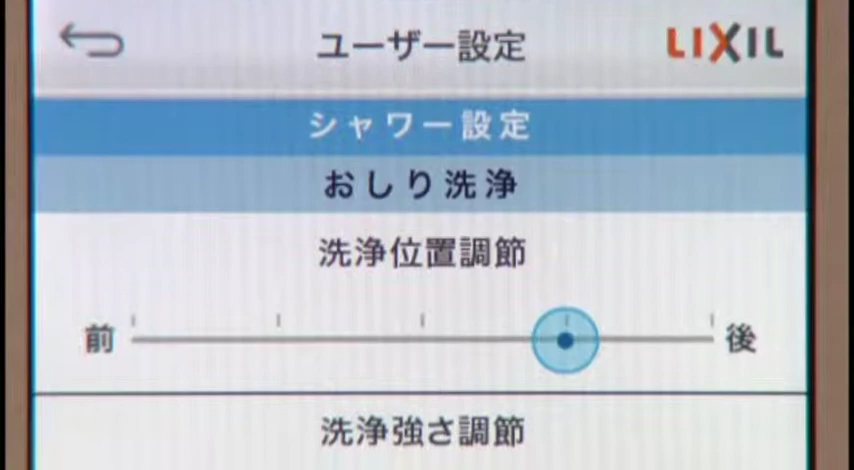 ユーザー設定 LIXIL
シャワー設定
おしり洗浄
洗浄位置調節
前 後
洗浄強さ調節